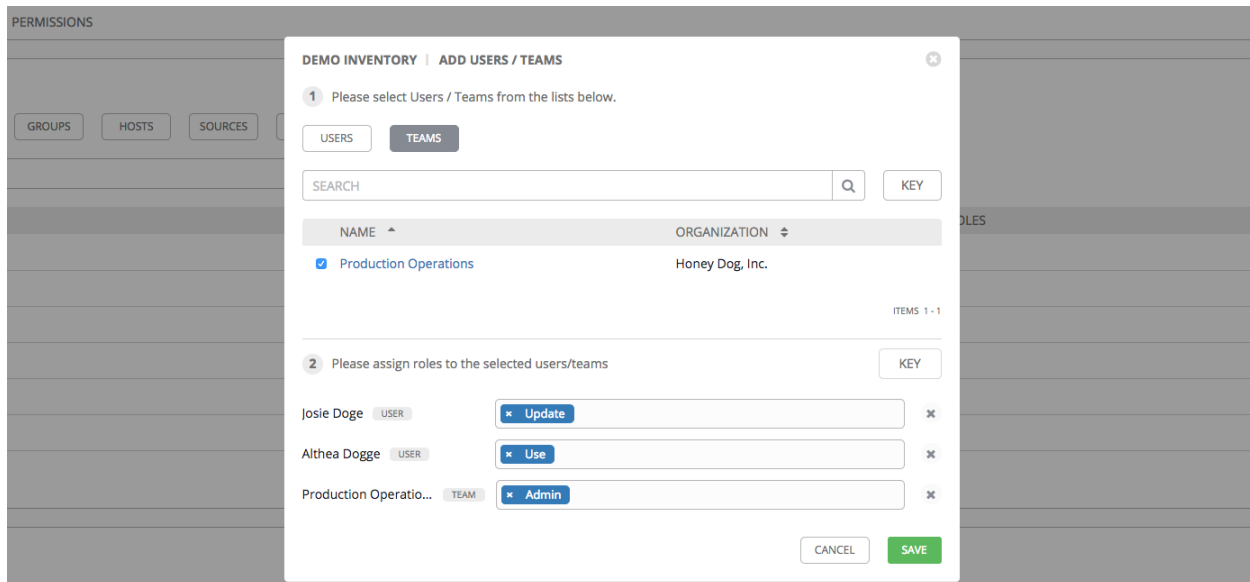 PERMISSIONS
DEMO INVENTORY | ADD USERS / TEAMS
1 Please select Users / Teams from the lists below.
GROUPS HOSTS SOURCES
USERS TEAMS
SEARCH KEY
NAME ORGANIZATION
Production Operations Honey Dog, Inc.
ITEMS 1 - 1
2 Please assign roles to the selected users/teams KEY
Josie Doge USER × Update
Althea Dogge USER × Use
Production Operatio... TEAM × Admin
CANCEL SAVE